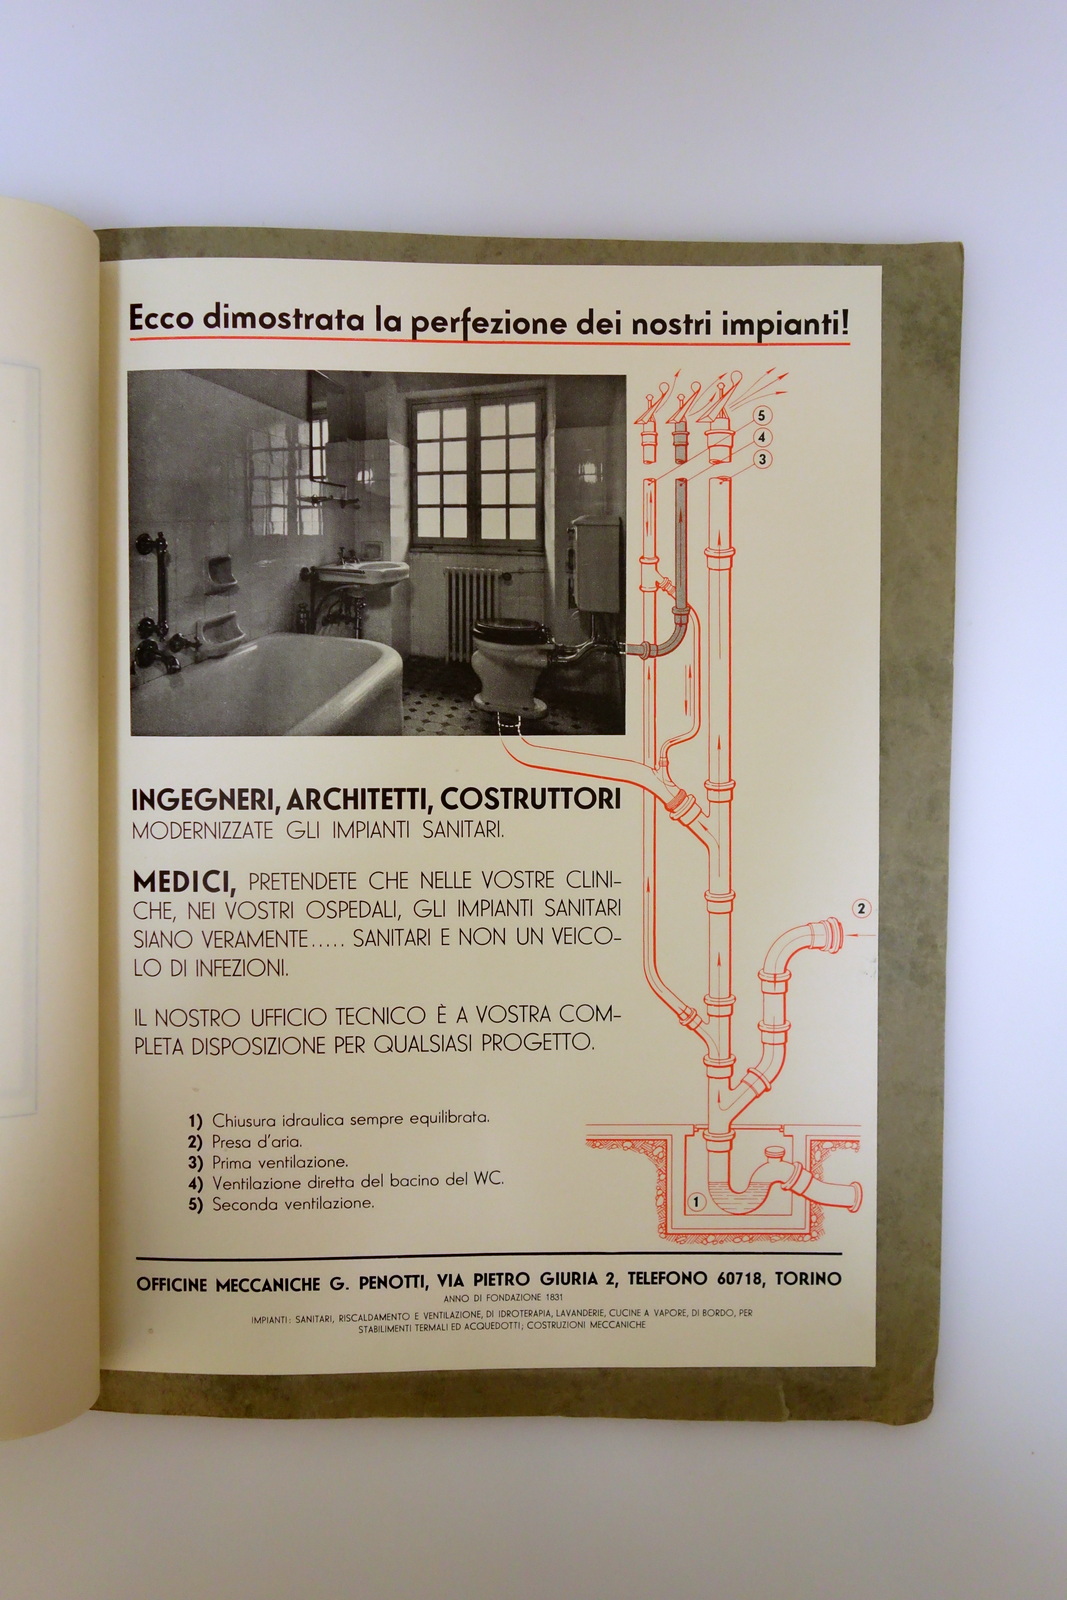 Ecco dimostrata la perfezione dei nostri impianti!
5
4
3
INGEGNERI, ARCHITETTI, COSTRUTTORI
MODERNIZZATE GLI IMPIANTI SANITARI.
MEDICI, PRETENDETE CHE NELLE VOSTRE CLINI-
CHE, NEI VOSTRI OSPEDALI, GLI IMPIANTI SANITARI
SIANO VERAMENTE..... SANITARI E NON UN VEICO-
LO DI INFEZIONI.
2
IL NOSTRO UFFICIO TECNICO È A VOSTRA COM-
PLETA DISPOSIZIONE PER QUALSIASI PROGETTO.
1) Chiusura idraulica sempre equilibrata.
2) Presa d'aria.
3) Prima ventilazione.
4) Ventilazione diretta del bacino del WC.
5) Seconda ventilazione.
1
OFFICINE MECCANICHE G. PENOTTI, VIA PIETRO GIURIA 2, TELEFONO 60718, TORINO
ANNO DI FONDAZIONE 1831
IMPIANTI: SANITARI, RISCALDAMENTO E VENTILAZIONE, DI IDROTERAPIA, LAVANDERIE, CUCINE A VAPORE, DI BORDO, PER
STABILIMENTI TERMALI ED ACQUEDOTTI; COSTRUZIONI MECCANICHE